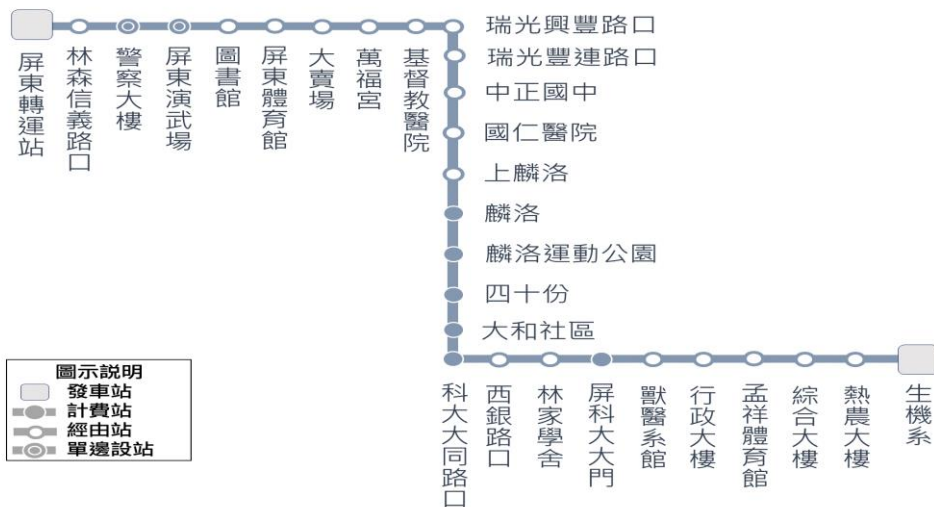 屏東轉運站
林森信義路口
警察大樓
屏東演武場
圖書館
屏東體育館
大賣場
萬福宮
基督教醫院
瑞光興豐路口
瑞光豐連路口
中正國中
國仁醫院
上麟洛
麟洛
麟洛運動公園
四十份
大和社區
科大大同路口
西銀路口
林家學舍
屏科大大門
獸醫系館
行政大樓
孟祥體育館
綜合大樓
熱農大樓
生機系
圖示説明
發車站
計費站
經由站
單邊設站